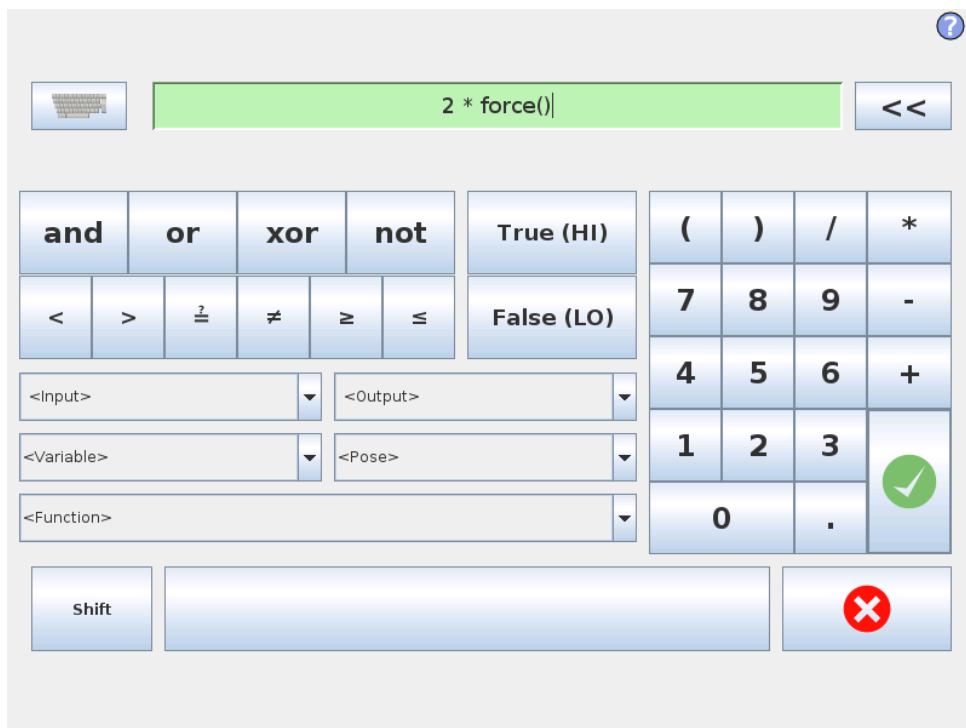 ?
2 * force()
<<
and or xor not True (HI) ( ) / *
< > ≟ ≠ ≥ ≤ False (LO) 7 8 9 -
<Input> <Output> 4 5 6 +
<Variable> <Pose> 1 2 3
<Function> 0 .
Shift